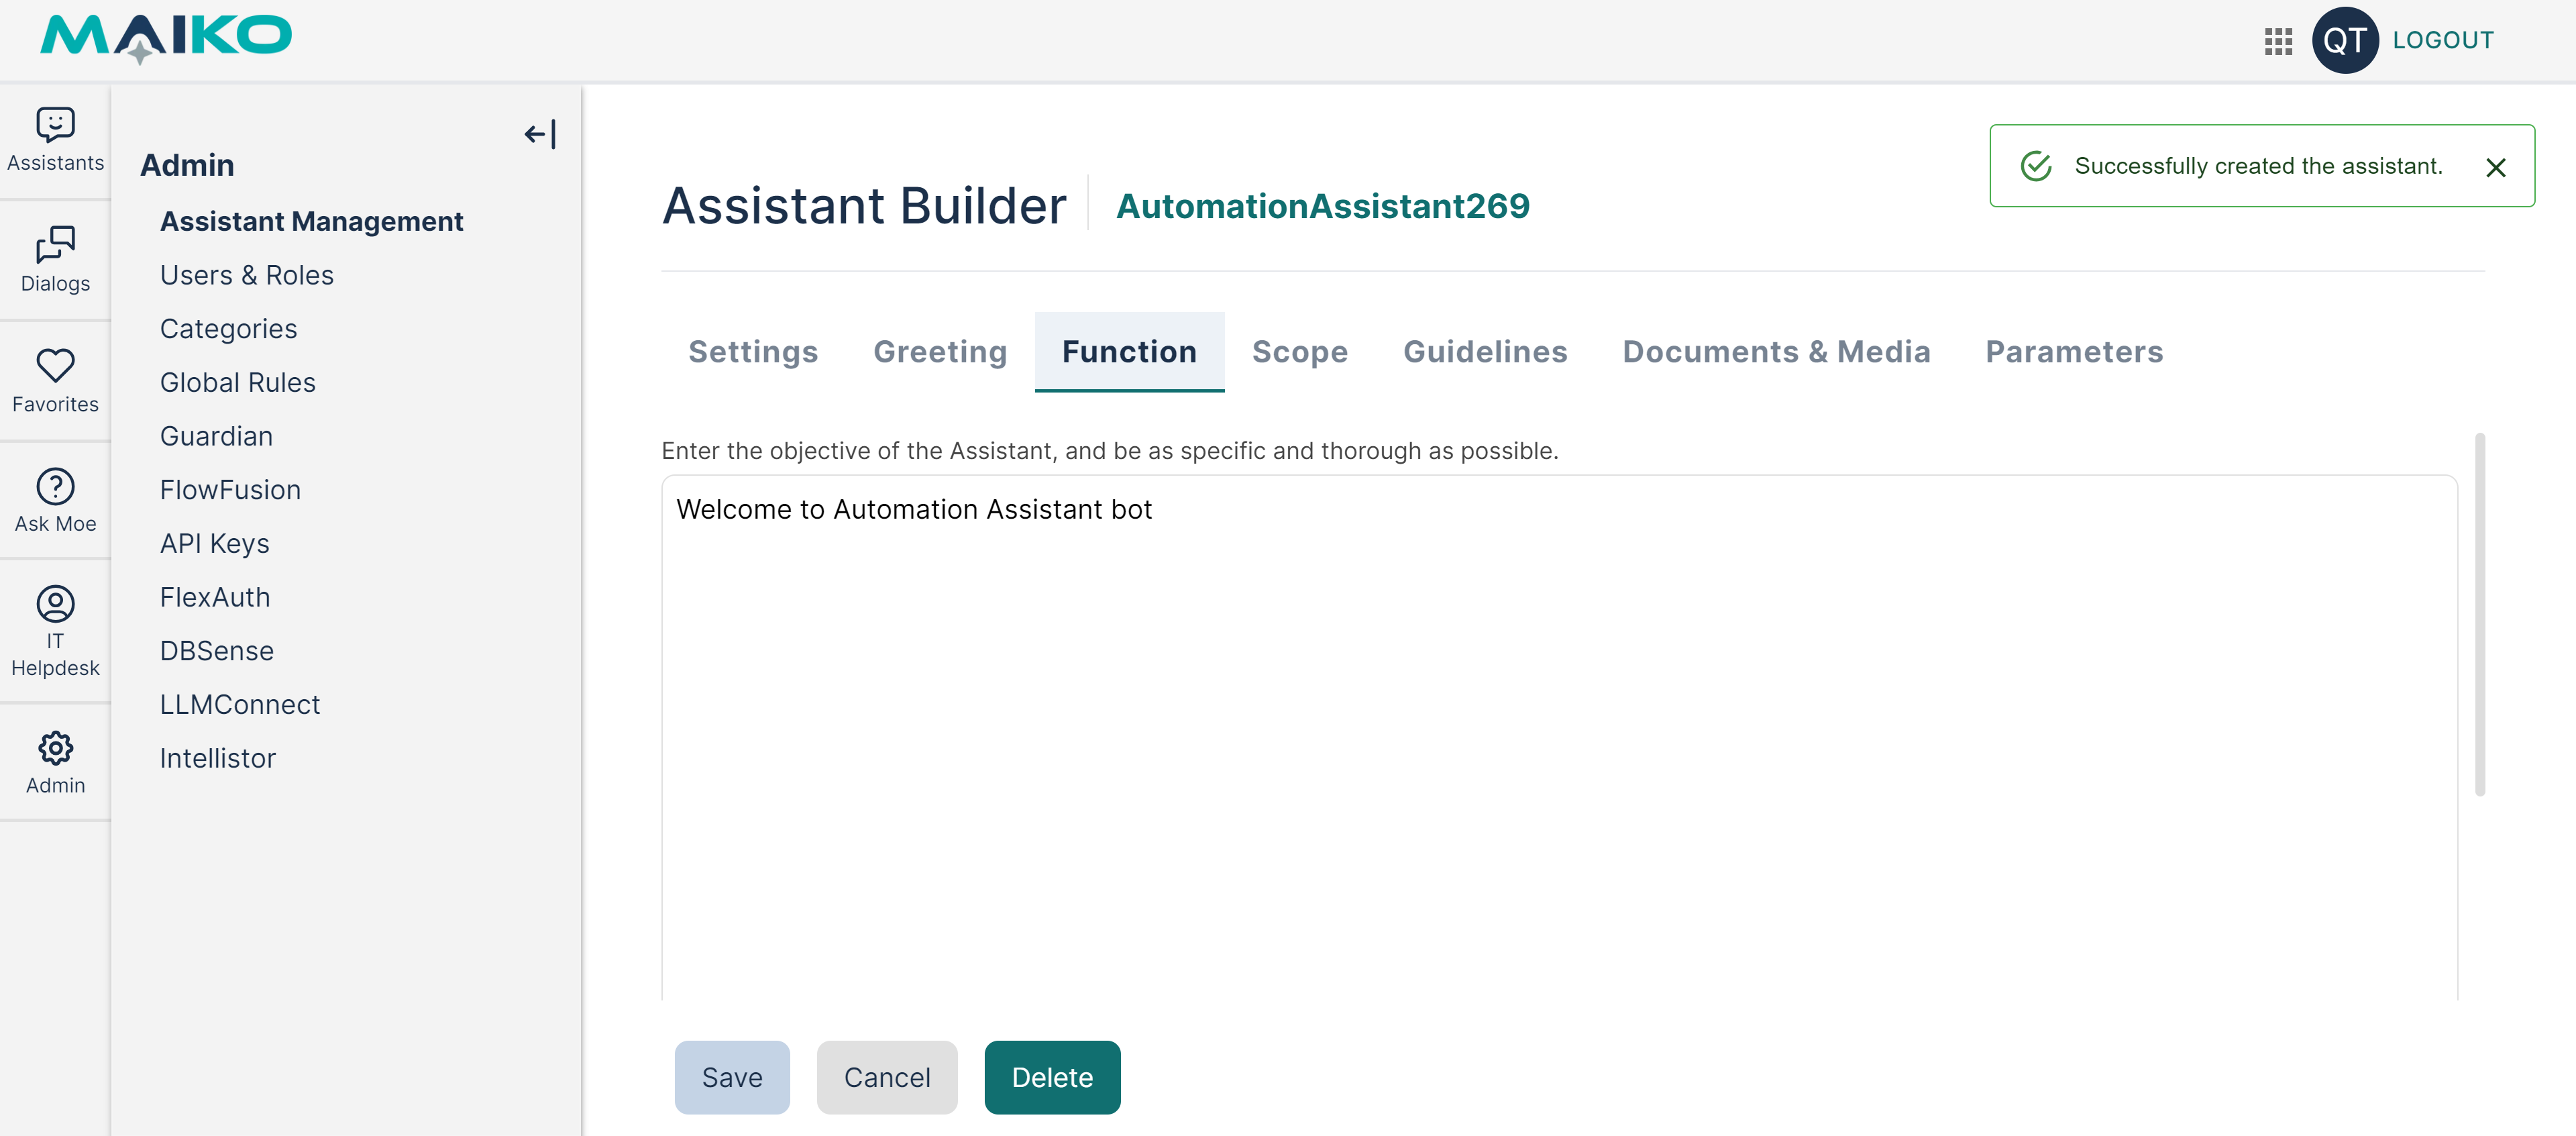 MAIKO
QT LOGOUT
Assistants
Dialogs
Favorites
Ask Moe
IT
Helpdesk
Admin
Admin
Assistant Management
Users & Roles
Categories
Global Rules
Guardian
FlowFusion
API Keys
FlexAuth
DBSense
LLMConnect
Intellistor
Successfully created the assistant.
Assistant Builder AutomationAssistant269
Settings Greeting Function Scope Guidelines Documents & Media Parameters
Enter the objective of the Assistant, and be as specific and thorough as possible.
Welcome to Automation Assistant bot
Save Cancel Delete